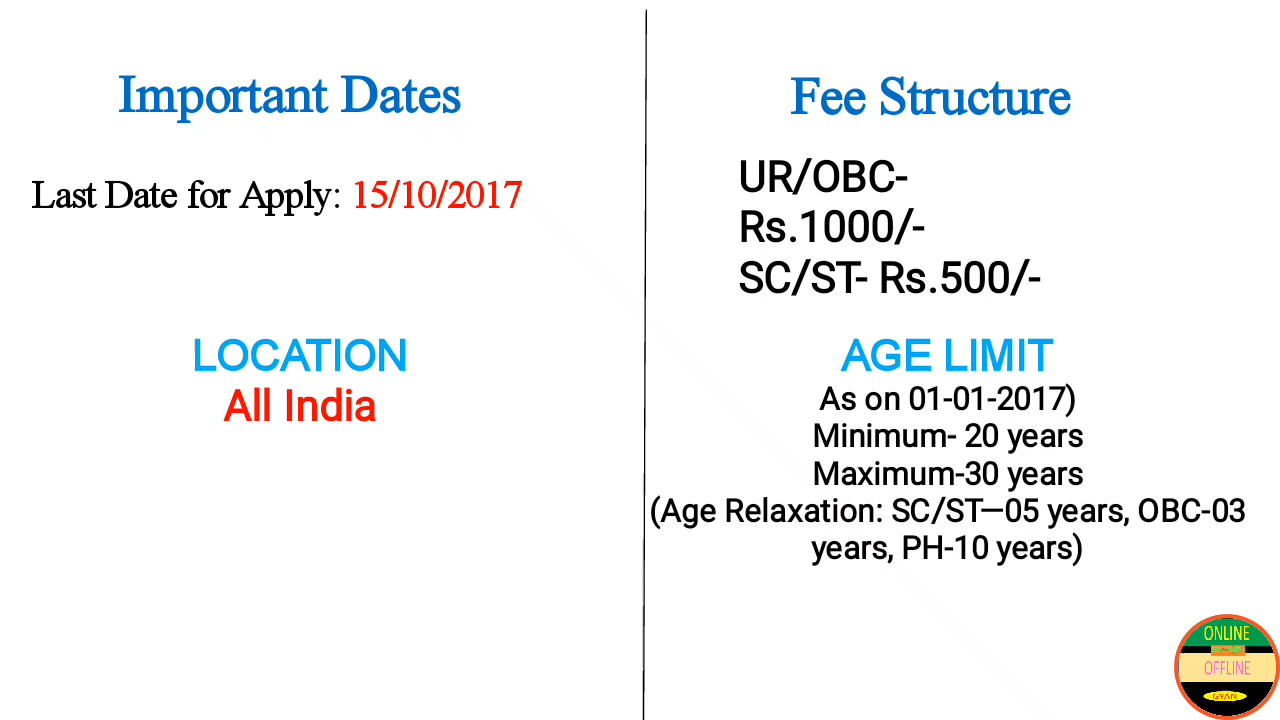 Important Dates
Last Date for Apply: 15/10/2017
LOCATION
All India
Fee Structure
UR/OBC-
Rs.1000/-
SC/ST- Rs.500/-
AGE LIMIT
As on 01-01-2017)
Minimum- 20 years
Maximum-30 years
(Age Relaxation: SC/ST—05 years, OBC-03
years, PH-10 years)
ONLINE
OFFLINE
GYAN